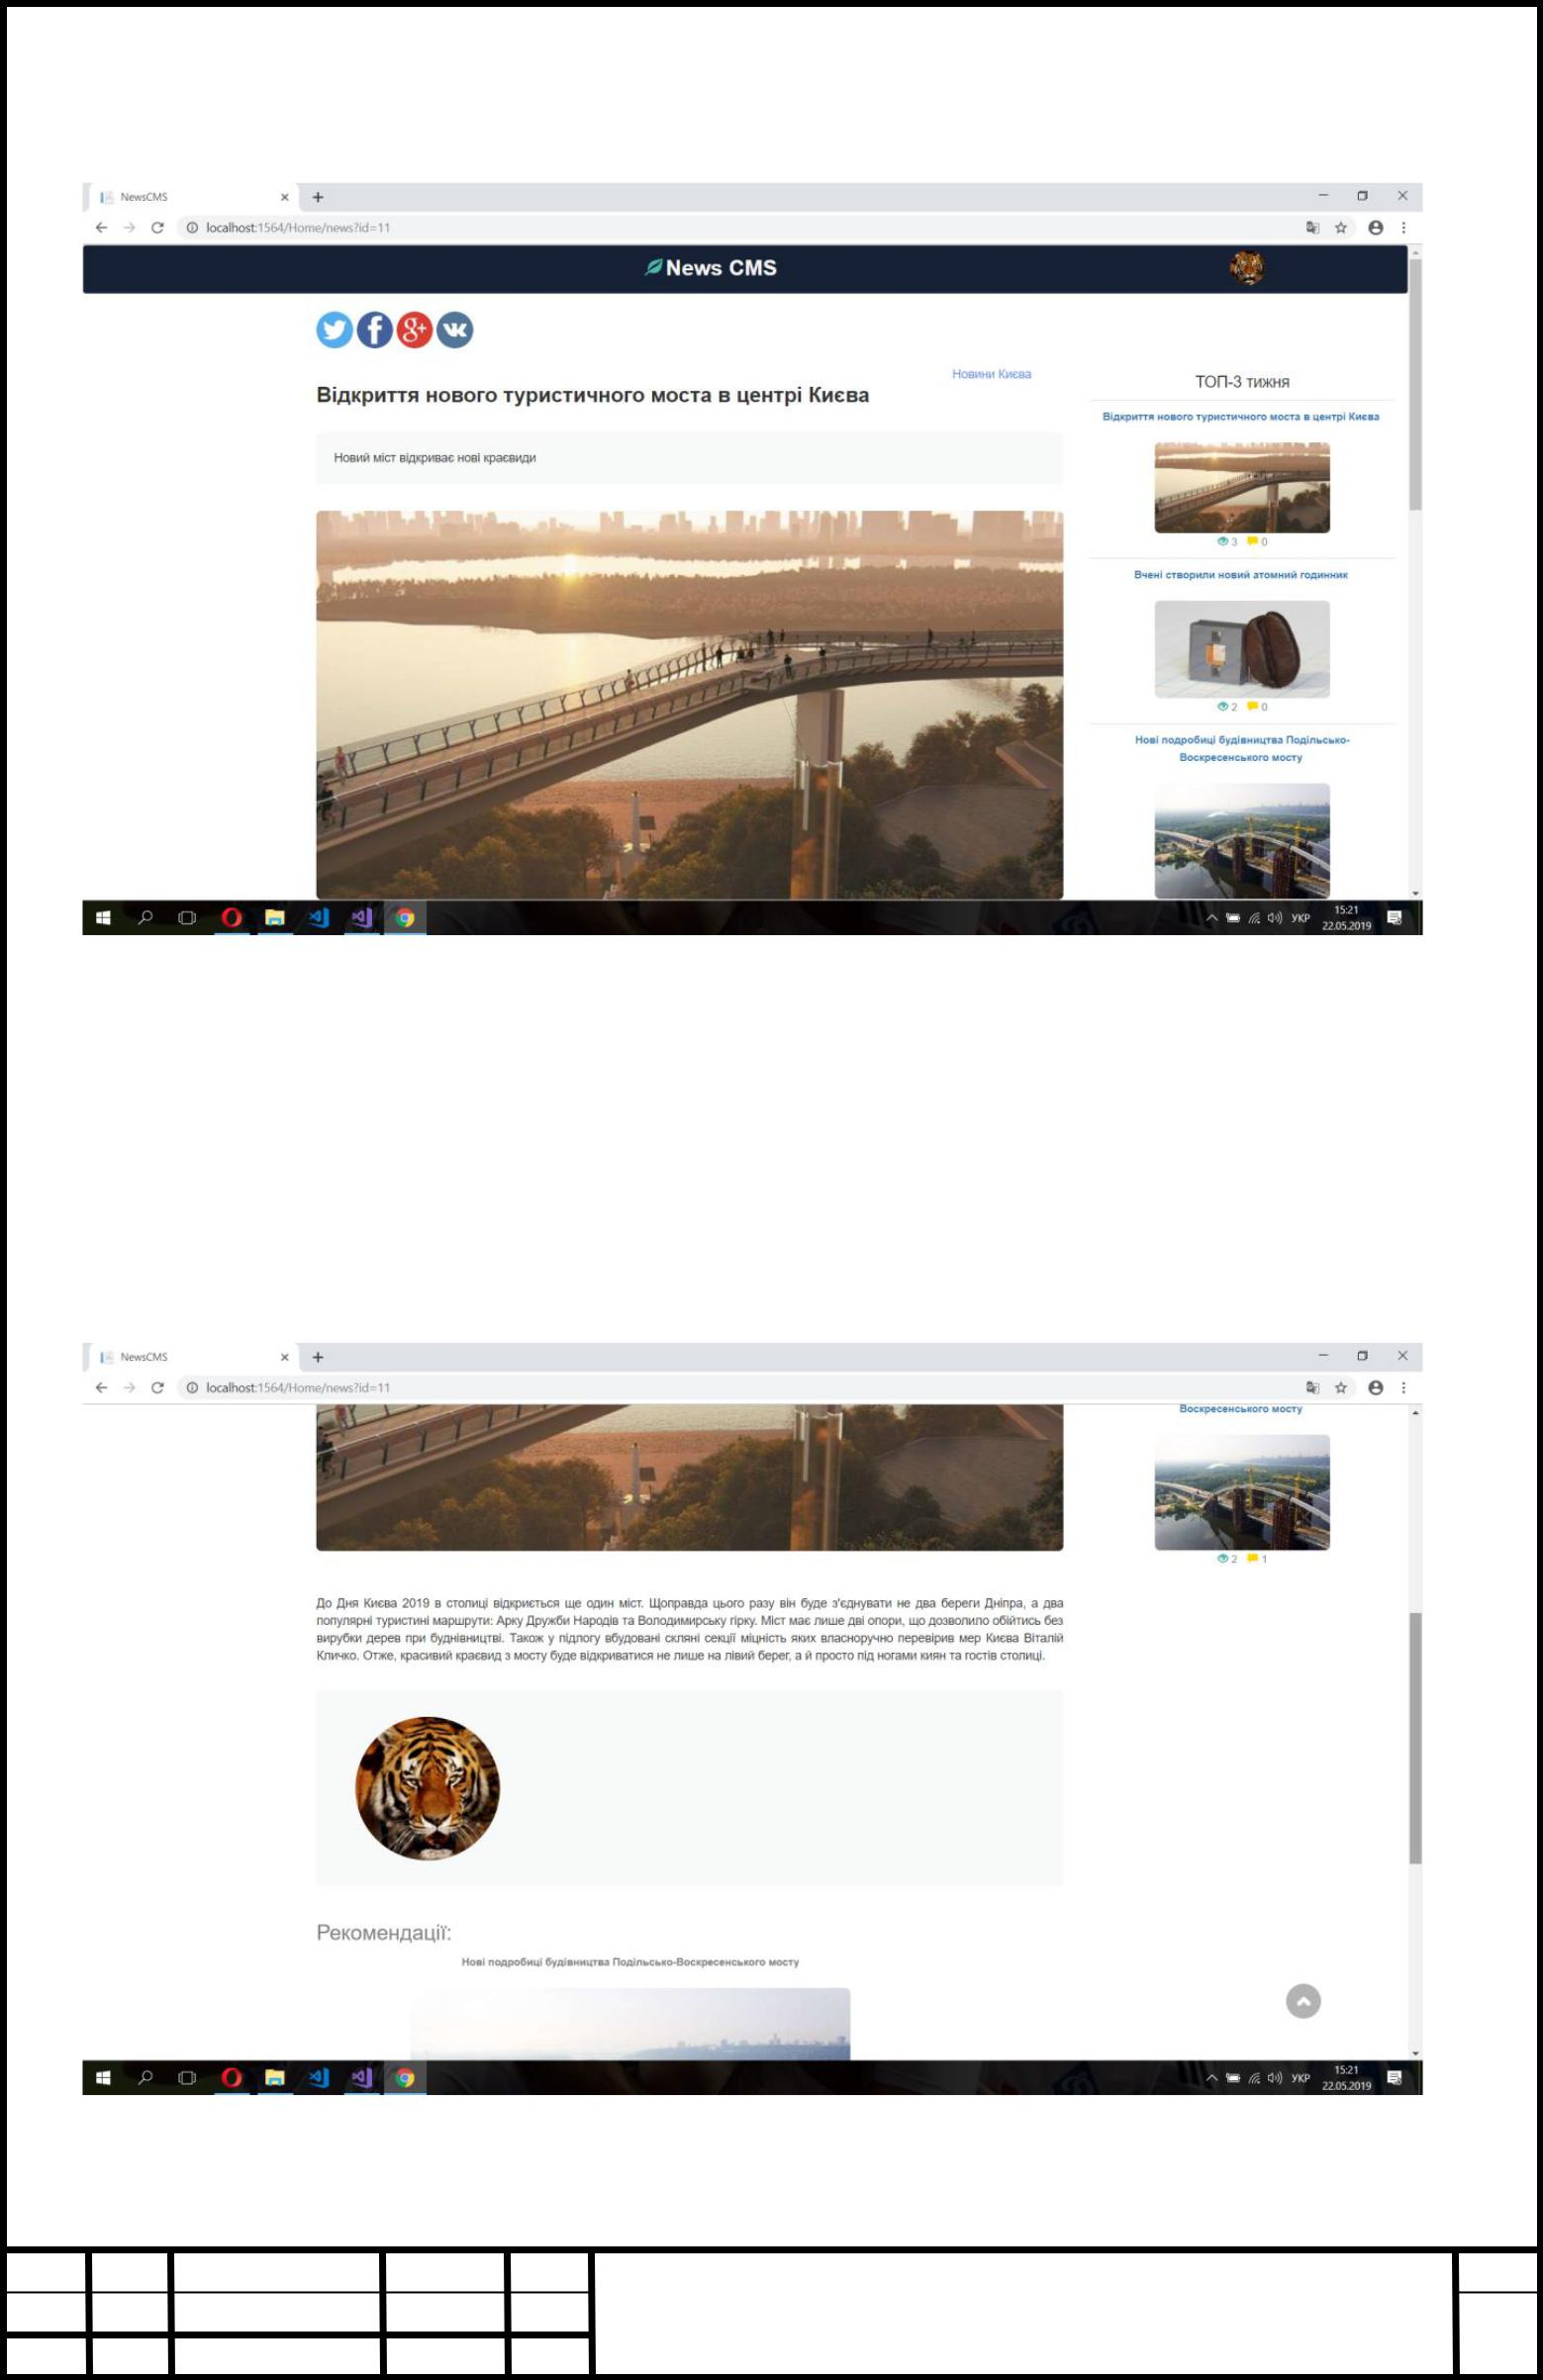 NewsCMS
localhost:1564/Home/news?id=11
News CMS
Новини Києва
Відкриття нового туристичного моста в центрі Києва
Новий міст відкриває нові краєвиди
ТОП-3 тижня
Відкриття нового туристичного моста в центрі Києва
3 0
Вчені створили новий атомний годинник
2 0
Нові подробиці будівництва Подільсько-
Воскресенського мосту
УКР
15:21
22.05.2019
NewsCMS
localhost:1564/Home/news?id=11
Воскресенського мосту
2 1
До Дня Києва 2019 в столиці відкриється ще один міст. Щоправда цього разу він буде з'єднувати не два береги Дніпра, а два
популярні туристині маршрути: Арку Дружби Народів та Володимирську гірку. Міст має лише дві опори, що дозволило обійтись без
вирубки дерев при буднівництві. Також у підлогу вбудовані скляні секції міцність яких власноручно перевірив мер Києва Віталій
Кличко. Отже, красивий краєвид з мосту буде відкриватися не лише на лівий берег, а й просто під ногами киян та гостів столиці.
Рекомендації:
Нові подробиці будівництва Подільсько-Воскресенського мосту
УКР
15:21
22.05.2019